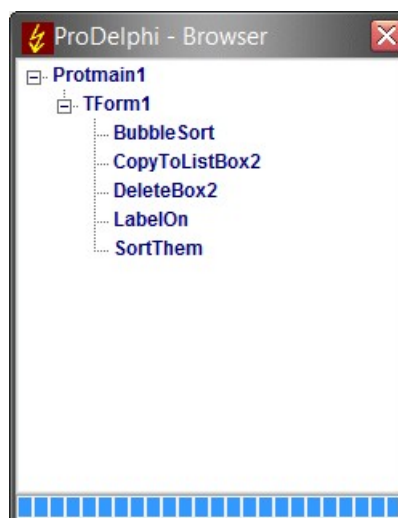 ProDelphi - Browser
Protmain1
TForm1
BubbleSort
CopyToListBox2
DeleteBox2
LabelOn
SortThem